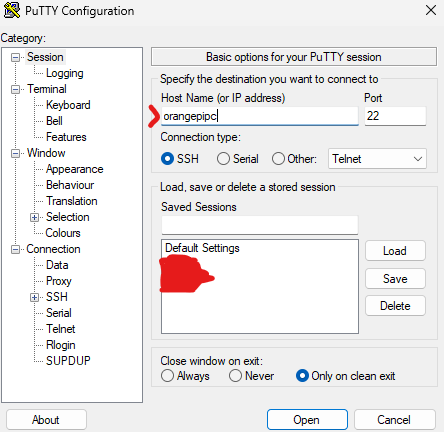 PuTTY Configuration
Category:
Session
Logging
Terminal
Keyboard
Bell
Features
Window
Appearance
Behaviour
Translation
Selection
Colours
Connection
Data
Proxy
SSH
Serial
Telnet
Rlogin
SUPDUP
Basic options for your PuTTY session
Specify the destination you want to connect to
Host Name (or IP address) Port
orangepipc 22
Connection type:
SSH Serial Other: Telnet
Load, save or delete a stored session
Saved Sessions
Default Settings
Load
Save
Delete
Close window on exit:
Always Never Only on clean exit
About Open Cancel